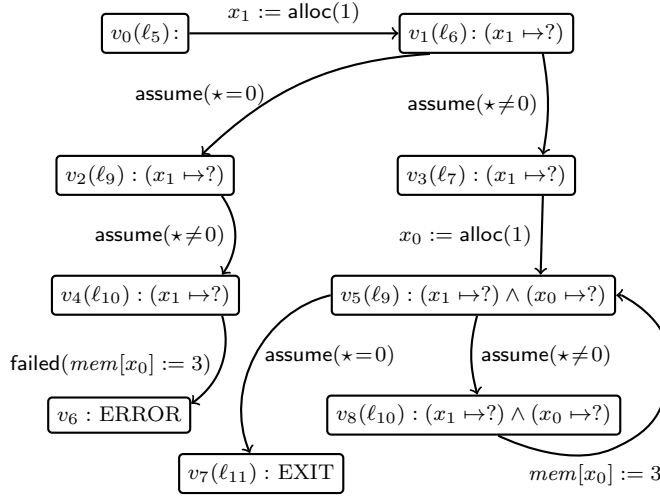 x₁ := alloc(1)
v₀(ℓ₅):
v₁(ℓ₆): (x₁ ↦?)
assume(⋆=0)
assume(⋆≠0)
v₂(ℓ₉) : (x₁ ↦?)
v₃(ℓ₇) : (x₁ ↦?)
assume(⋆≠0)
x₀ := alloc(1)
v₄(ℓ₁₀) : (x₁ ↦?)
v₅(ℓ₉) : (x₁ ↦?) ∧ (x₀ ↦?)
failed(mem[x₀] := 3)
assume(⋆=0)
assume(⋆≠0)
v₆ : ERROR
v₈(ℓ₁₀) : (x₁ ↦?) ∧ (x₀ ↦?)
v₇(ℓ₁₁) : EXIT
mem[x₀] := 3